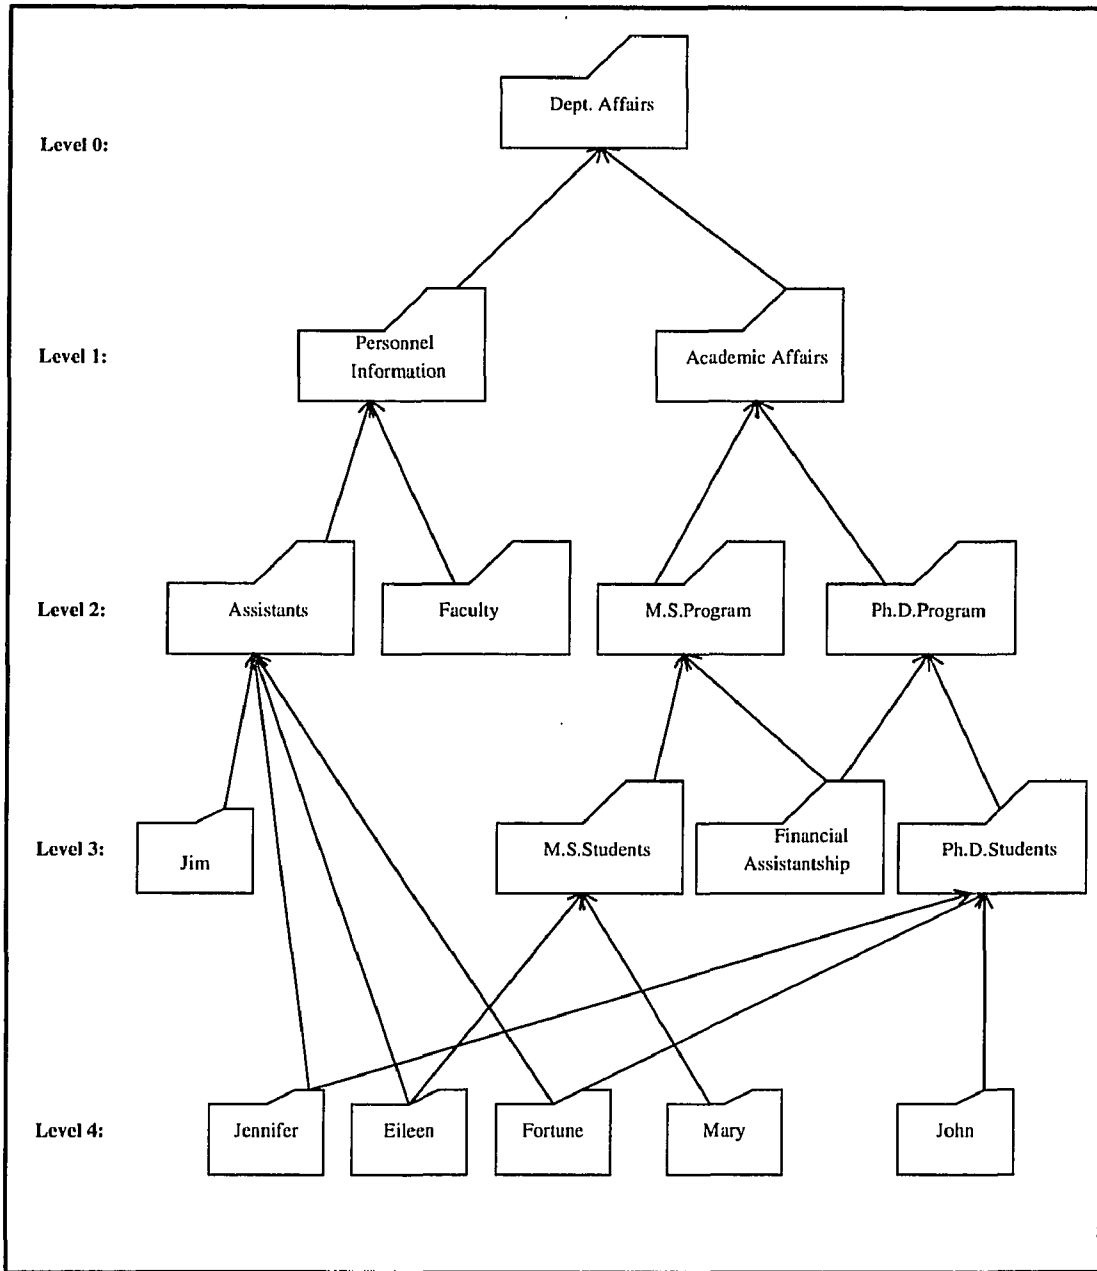 Dept. Affairs
Level 0:
Level 1:
Personnel
Information
Academic Affairs
Level 2:
Assistants
Faculty
M.S.Program
Ph.D.Program
Level 3:
Jim
M.S.Students
Financial
Assistantship
Ph.D.Students
Level 4:
Jennifer
Eileen
Fortune
Mary
John